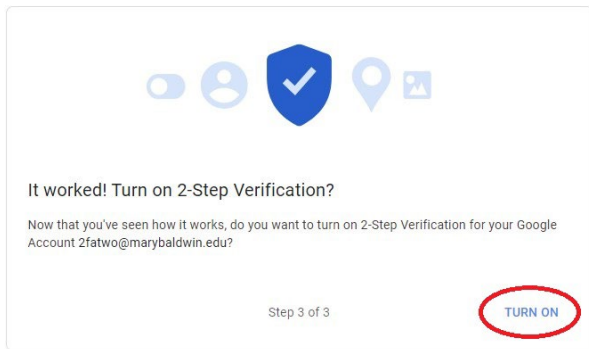 It worked! Turn on 2-Step Verification?
Now that you've seen how it works, do you want to turn on 2-Step Verification for your Google
Account 2fatwo@marybaldwin.edu?
Step 3 of 3
TURN ON